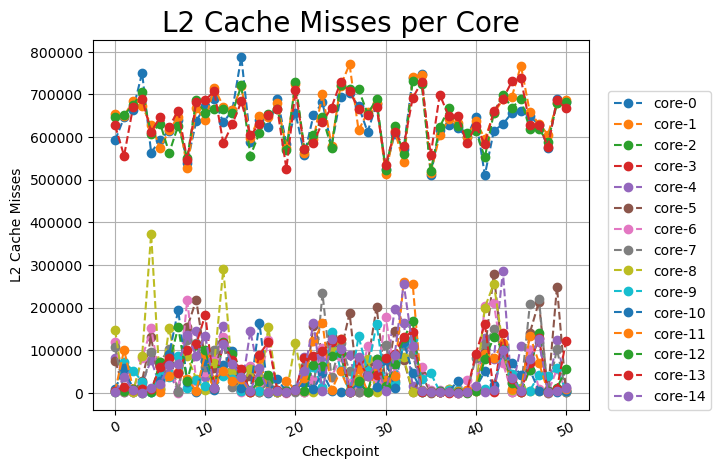 L2 Cache Misses per Core
800000
700000
600000
500000
400000
300000
200000
100000
0
L2 Cache Misses
0
10
20
30
40
50
Checkpoint
core-0
core-1
core-2
core-3
core-4
core-5
core-6
core-7
core-8
core-9
core-10
core-11
core-12
core-13
core-14